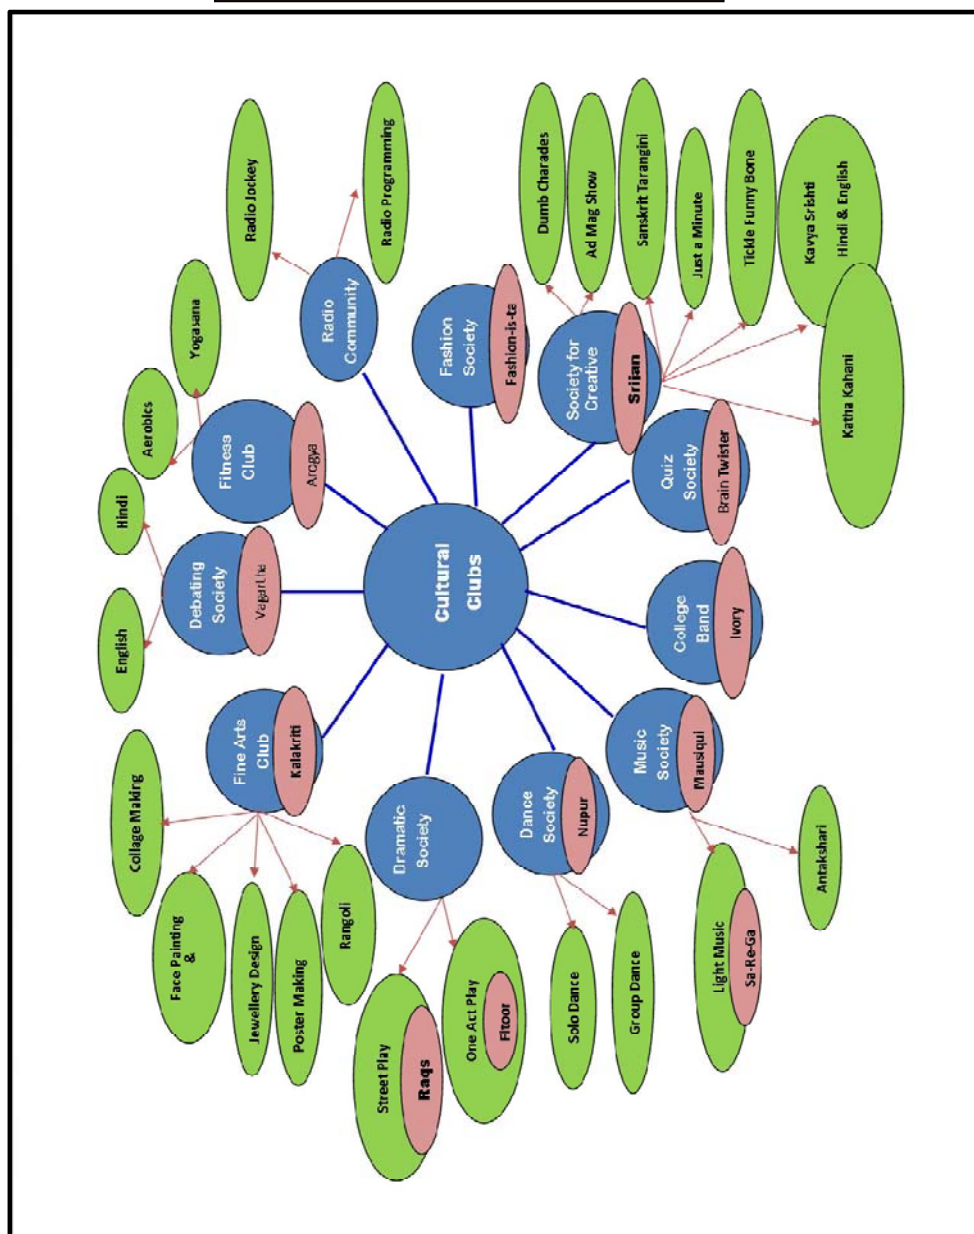 Radio Jockey
Radio Programming
Radio
Community
Yogasana
Aerobics
Fitness
Club
Arogya
Hindi
English
Debating
Society
Vagartha
Collage Making
Face Painting
&
Jewellery Design
Poster Making
Rangoli
Fine Arts
Club
Kalakriti
Cultural
Clubs
Fashion
Society
Fashion-is-ta
Dumb Charades
Ad Mag Show
Sanskrit Tarangini
Just a Minute
Tickle Funny Bone
Kavya Srishti
Hindi & English
Katha Kahani
Society for
Creative
Srijan
Quiz
Society
Brain Twister
College
Band
Ivory
Music
Society
Mausiqui
Antakshari
Light Music
Sa-Re-Ga
Dance
Society
Nupur
Solo Dance
Group Dance
Dramatic
Society
Street Play
Raqs
One Act Play
Fitoor